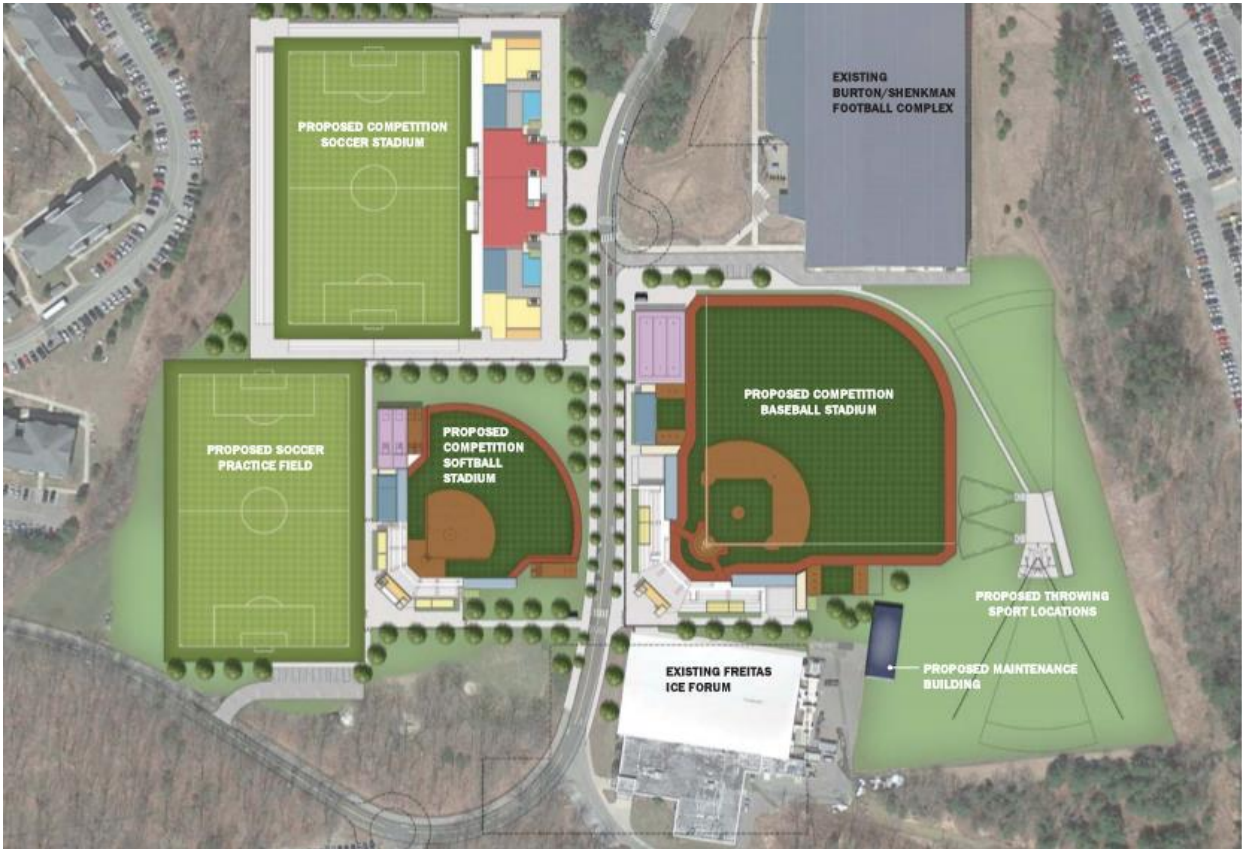 EXISTING
BURTON/SHENKMAN
FOOTBALL COMPLEX
PROPOSED COMPETITION
SOCCER STADIUM
PROPOSED COMPETITION
BASEBALL STADIUM
PROPOSED
COMPETITION
SOFTBALL
STADIUM
PROPOSED SOCCER
PRACTICE FIELD
PROPOSED THROWING
SPORT LOCATIONS
EXISTING FREITAS
ICE FORUM
PROPOSED MAINTENANCE
BUILDING